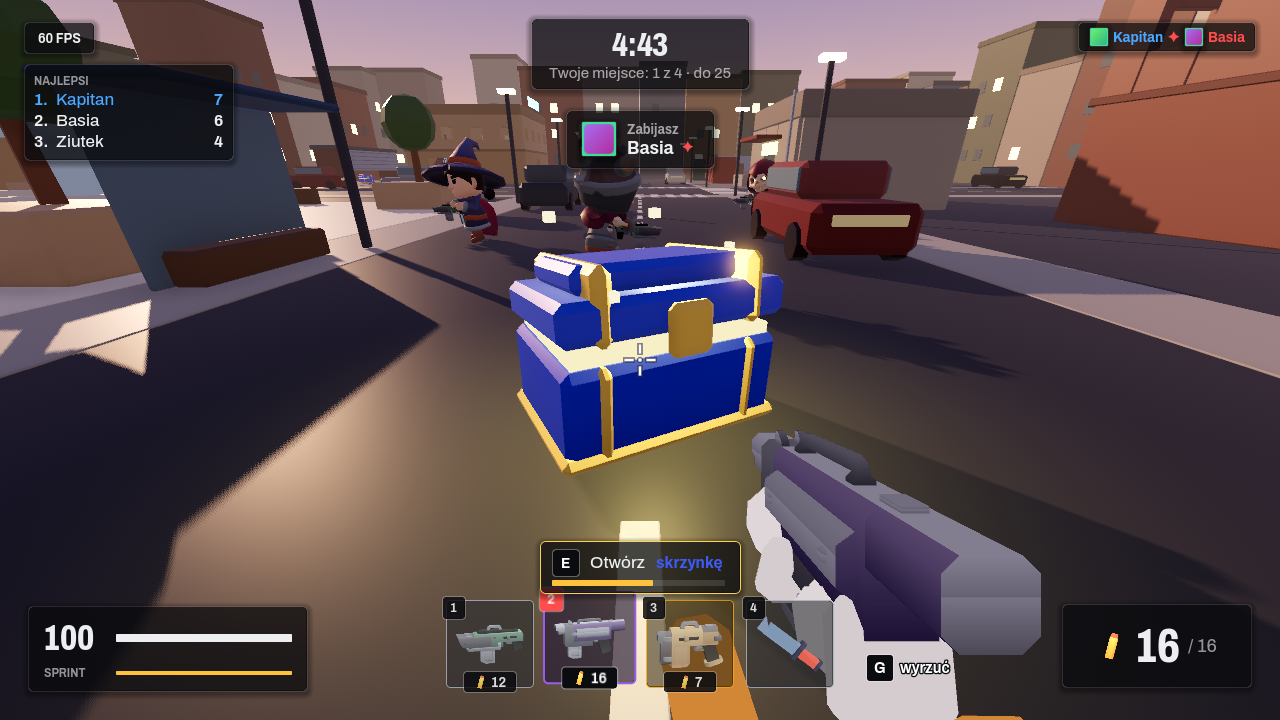 60 FPS
NAJLEPSI
1. Kapitan 7
2. Basia 6
3. Ziutek 4
4:43
Twoje miejsce: 1 z 4 · do 25
Zabijasz
Basia
Kapitan Basia
E Otwórz skrzynkę
1
2
3
4
12
16
7
G wyrzuć
100
SPRINT
16 / 16